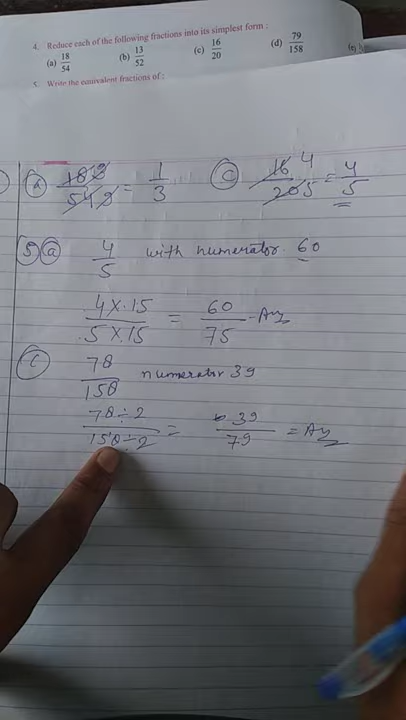 4. Reduce each of the following fractions into its simplest form :
(a) 18/54 (b) 13/52 (c) 16/20 (d) 79/158 (e)
5. Write the equivalent fractions of :
(a) 18/54 = 1/3 (c) 16 4/20 5 = 4/5
5 (a) 4/5 with numerator 60
4×15/5×15 = 60/75 - Ans
(c) 78/158 numerator 39
78÷2/158÷2 = 39/79 = Ans